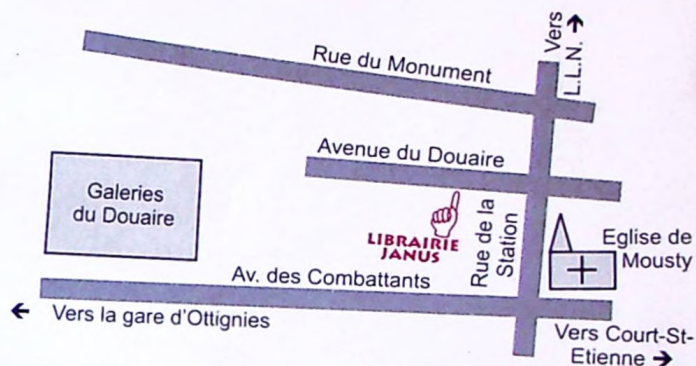 Vers
L.L.N. →
Rue du Monument
Avenue du Douaire
Galeries
du Douaire
LIBRAIRIE
JANUS
Rue de la
Station
Eglise de
Mousty
Av. des Combattants
← Vers la gare d'Ottignies
Vers Court-St-
Etienne →